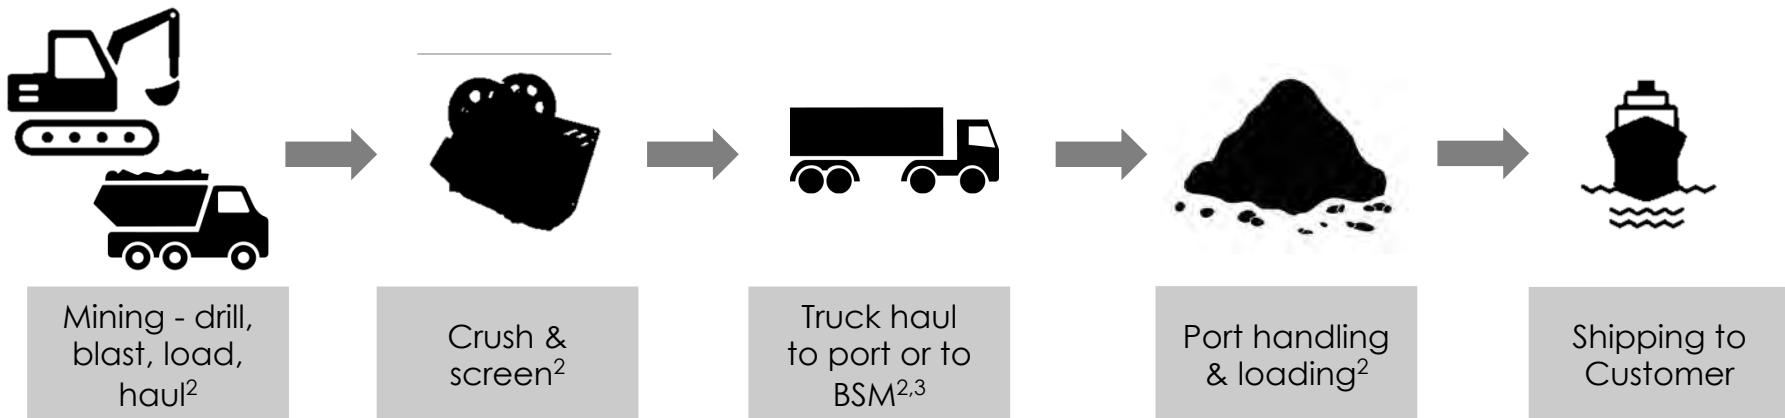 Mining - drill,
blast, load,
haul²
Crush &
screen²
Truck haul
to port or to
BSM²,³
Port handling
& loading²
Shipping to
Customer